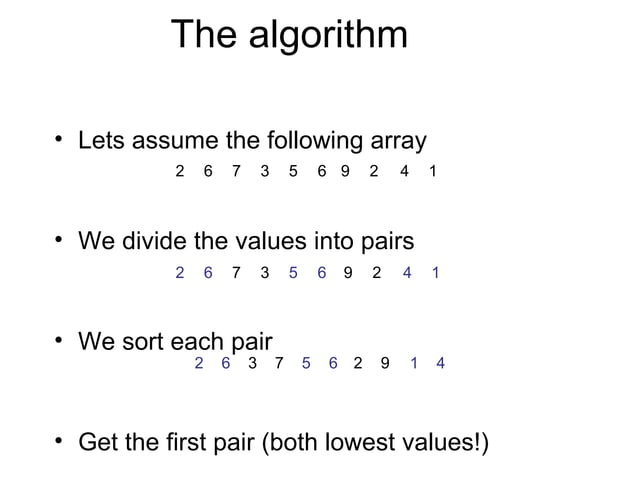 The algorithm
• Lets assume the following array
2 6 7 3 5 6 9 2 4 1
• We divide the values into pairs
2 6 7 3 5 6 9 2 4 1
• We sort each pair
2 6 3 7 5 6 2 9 1 4
• Get the first pair (both lowest values!)